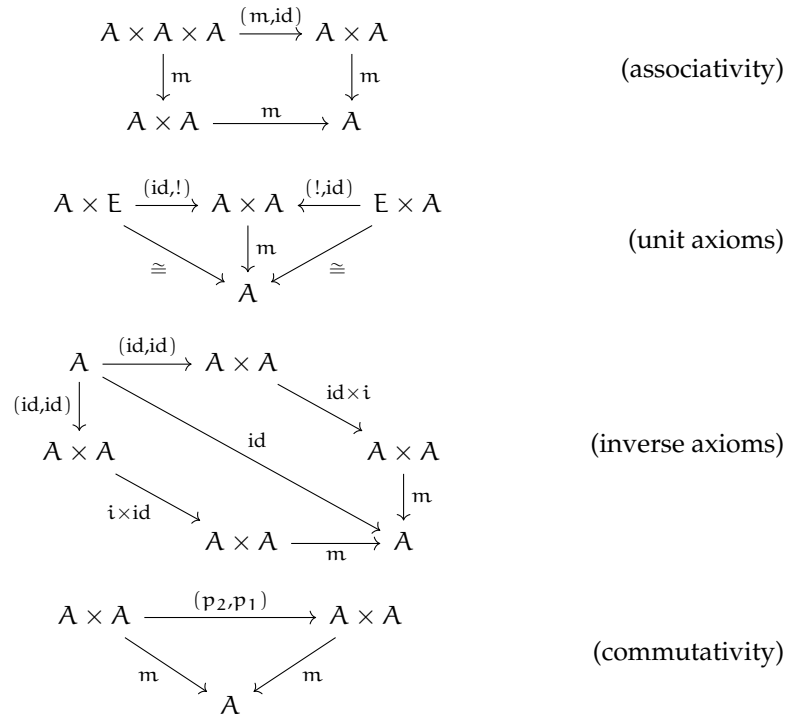 A × A × A (m,id) A × A
m m (associativity)
A × A m A
A × E (id,!) A × A (!,id) E × A
m (unit axioms)
≅ ≅
A
A (id,id) A × A
(id,id) id×i
id
A × A A × A (inverse axioms)
i×id m
A × A m A
A × A (p₂,p₁) A × A
m m (commutativity)
A